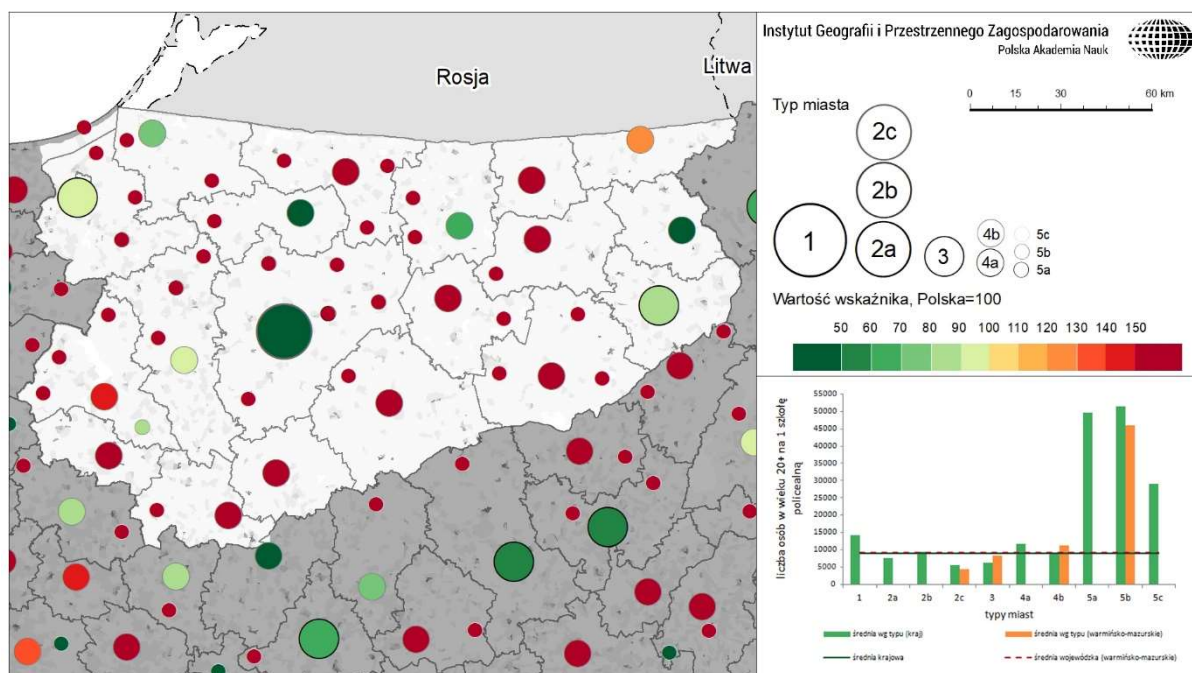 Rosja
Litwa
Instytut Geografii i Przestrzennego Zagospodarowania
Polska Akademia Nauk
0 15 30 60 km
Typ miasta
2c
2b
1
2a
3
4b
4a
5c
5b
5a
Wartość wskaźnika, Polska=100
50 60 70 80 90 100 110 120 130 140 150
liczba osób w wieku 20+ na 1 szkołę
policealną
55000
50000
45000
40000
35000
30000
25000
20000
15000
10000
5000
0
1 2a 2b 2c 3 4a 4b 5a 5b 5c
typy miast
średnia wg typu (kraj)
średnia wg typu (warmińsko-mazurskie)
średnia krajowa
średnia wojewódzka (warmińsko-mazurskie)